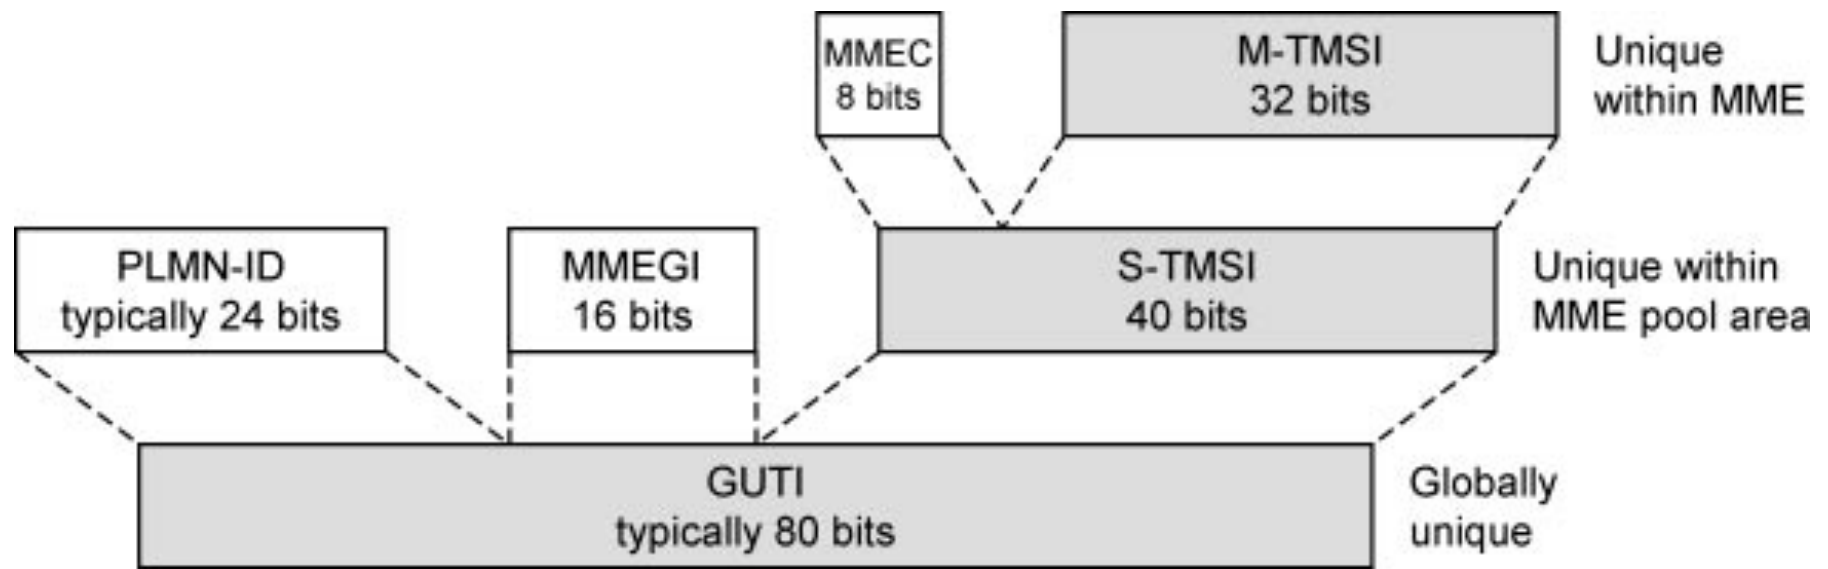 MMEC
8 bits
M-TMSI
32 bits
Unique
within MME
PLMN-ID
typically 24 bits
MMEGI
16 bits
S-TMSI
40 bits
Unique within
MME pool area
GUTI
typically 80 bits
Globally
unique